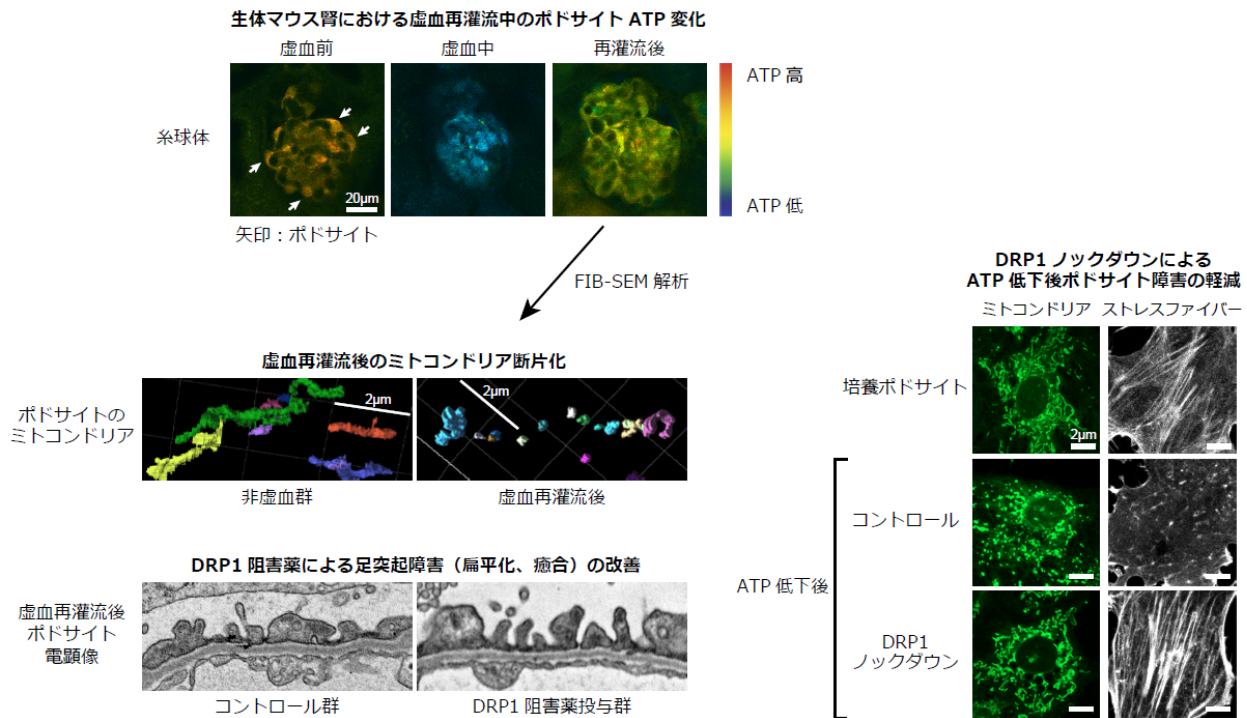 生体マウス腎における虚血再灌流中のポドサイト ATP 変化
虚血前
虚血中
再灌流後
ATP 高
糸球体
20μm
ATP 低
矢印：ポドサイト
FIB-SEM 解析
虚血再灌流後のミトコンドリア断片化
ポドサイトの
ミトコンドリア
2μm
2μm
非虚血群
虚血再灌流後
DRP1 阻害薬による足突起障害（扁平化、癒合）の改善
虚血再灌流後
ポドサイト
電顕像
コントロール群
DRP1 阻害薬投与群
DRP1 ノックダウンによる
ATP 低下後ポドサイト障害の軽減
ミトコンドリア
ストレスファイバー
培養ポドサイト
2μm
コントロール
ATP 低下後
DRP1
ノックダウン